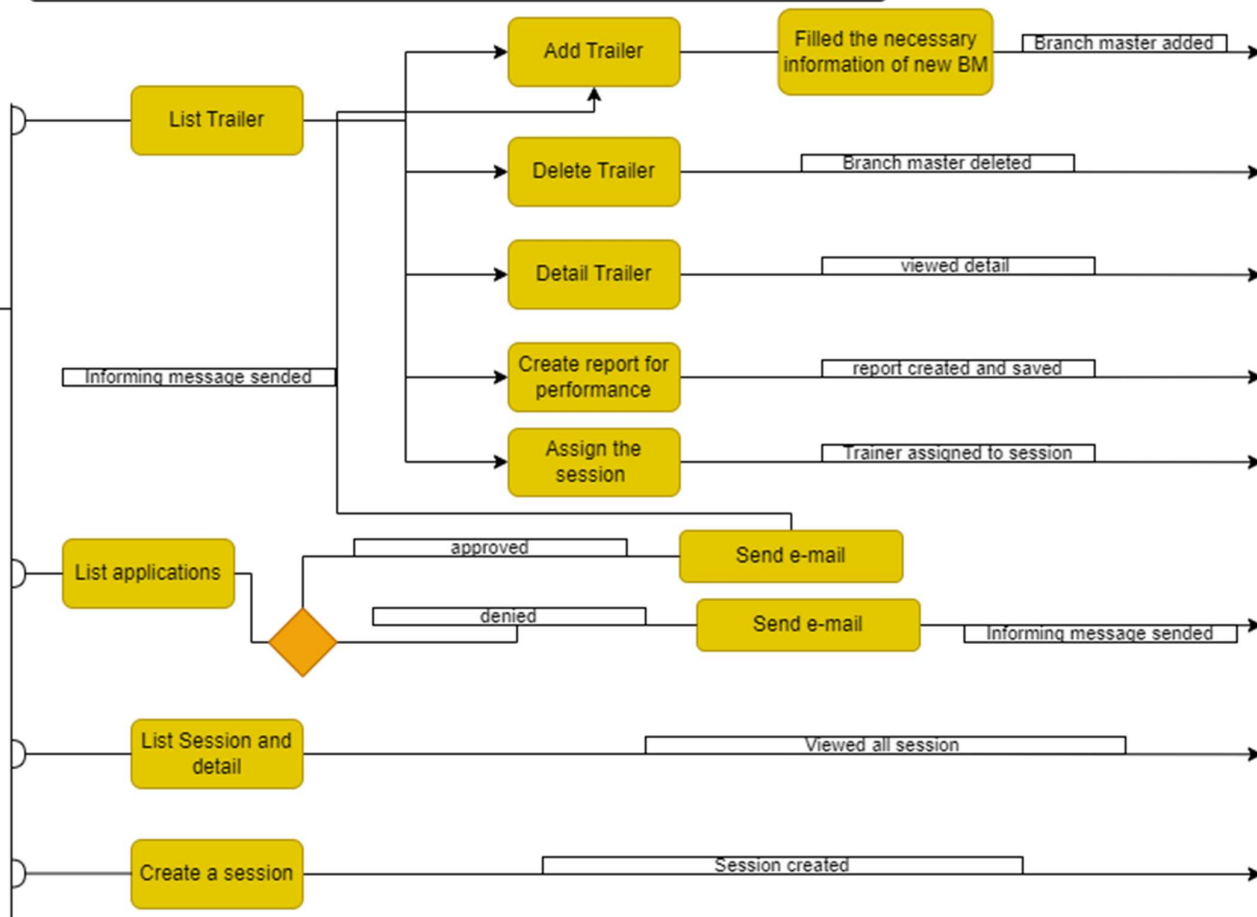 Add Trailer
Filled the necessary
information of new BM
Branch master added
List Trailer
Delete Trailer
Branch master deleted
Detail Trailer
viewed detail
Informing message sended
Create report for
performance
report created and saved
Assign the
session
Trainer assigned to session
List applications
approved
Send e-mail
denied
Send e-mail
Informing message sended
List Session and
detail
Viewed all session
Create a session
Session created